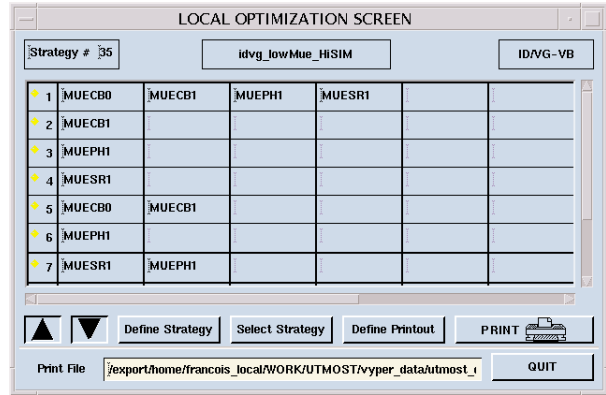 LOCAL OPTIMIZATION SCREEN
Strategy # 35 idvg_lowMue_HiSIM ID/VG-VB
1 MUECB0 MUECB1 MUEPH1 MUESR1
2 MUECB1
3 MUEPH1
4 MUESR1
5 MUECB0 MUECB1
6 MUEPH1
7 MUESR1 MUEPH1
Define Strategy Select Strategy Define Printout PRINT
Print File /export/home/francois_local/WORK/UTMOST/vyper_data/utmost_ QUIT